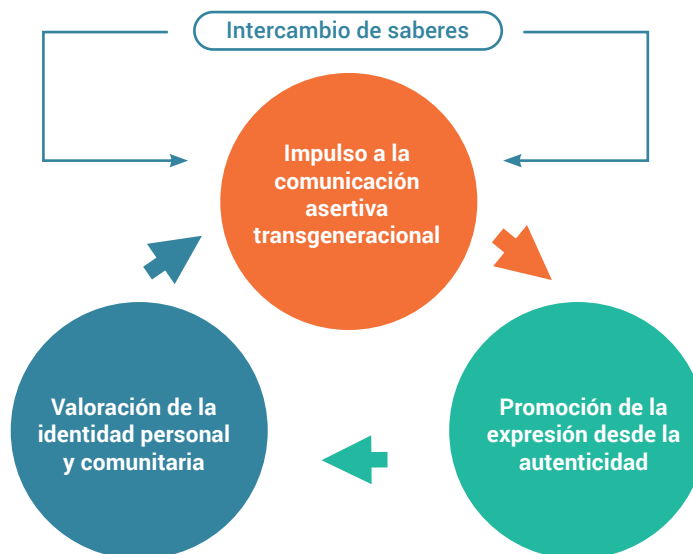 Intercambio de saberes
Impulso a la
comunicación
asertiva
transgeneracional
Valoración de la
identidad personal
y comunitaria
Promoción de la
expresión desde la
autenticidad